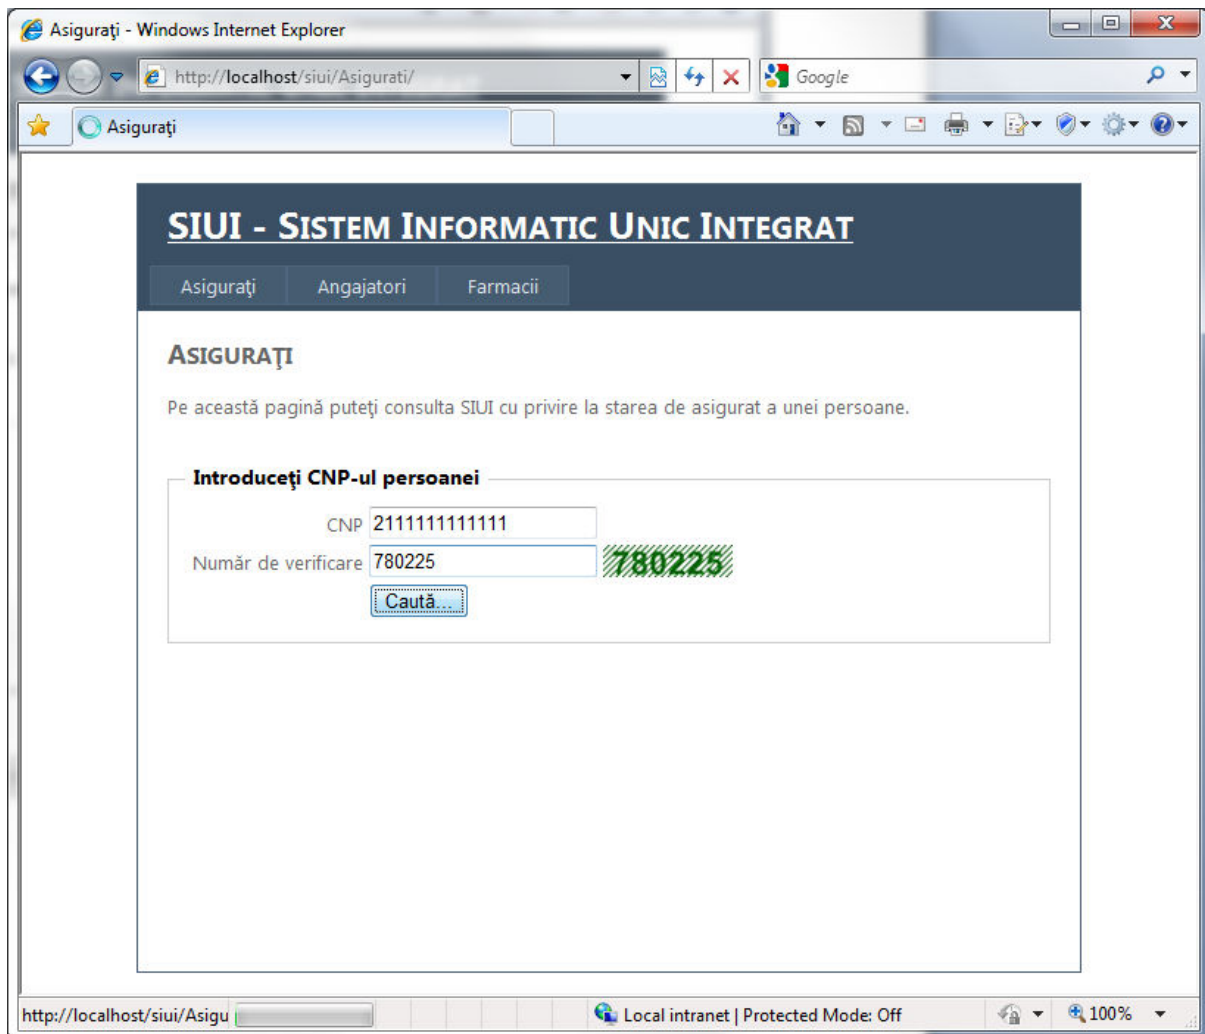 Asiguraţi - Windows Internet Explorer
http://localhost/siui/Asigurati/
Google
Asiguraţi
SIUI - SISTEM INFORMATIC UNIC INTEGRAT
Asiguraţi Angajatori Farmacii
ASIGURAŢI
Pe această pagină puteţi consulta SIUI cu privire la starea de asigurat a unei persoane.
Introduceţi CNP-ul persoanei
CNP 2111111111111
Număr de verificare 780225 780225
Caută...
http://localhost/siui/Asigu Local intranet | Protected Mode: Off 100%